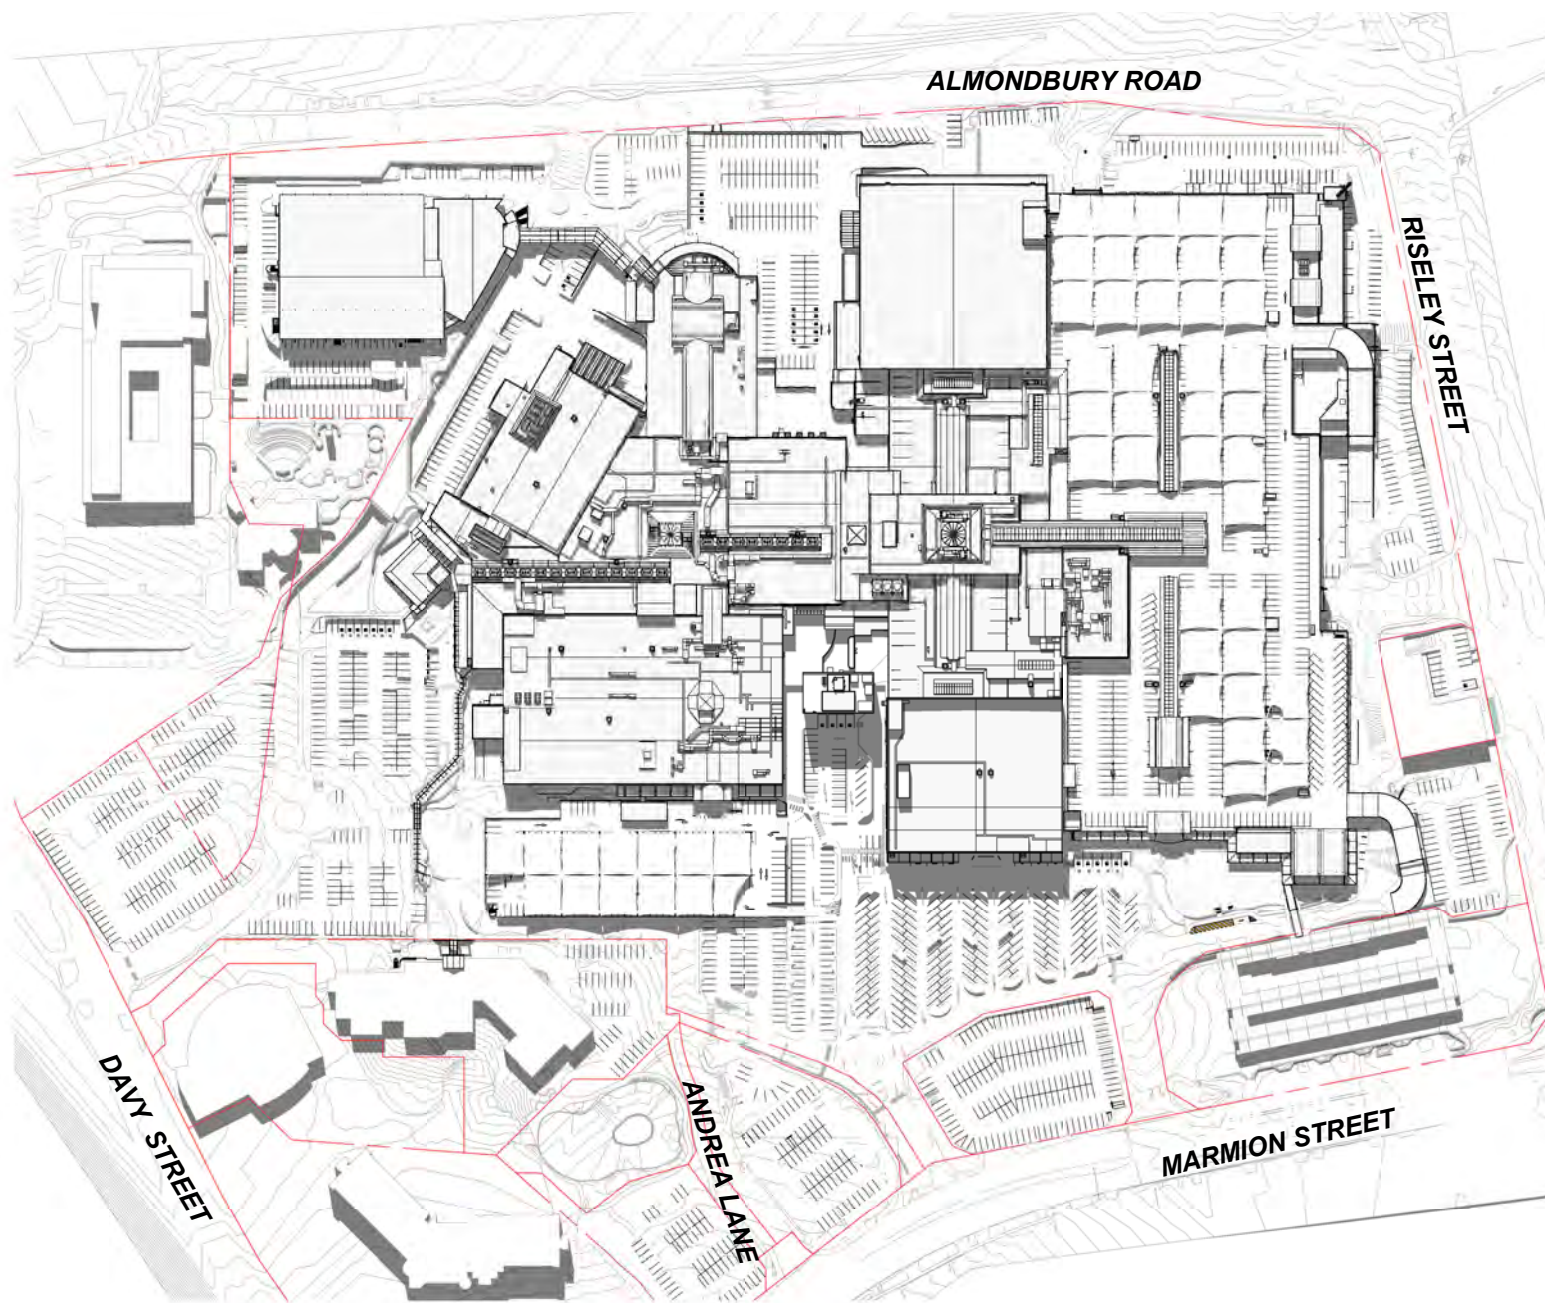 ALMONDBURY ROAD
RISELEY STREET
DAVY STREET
ANDREA LANE
MARMION STREET